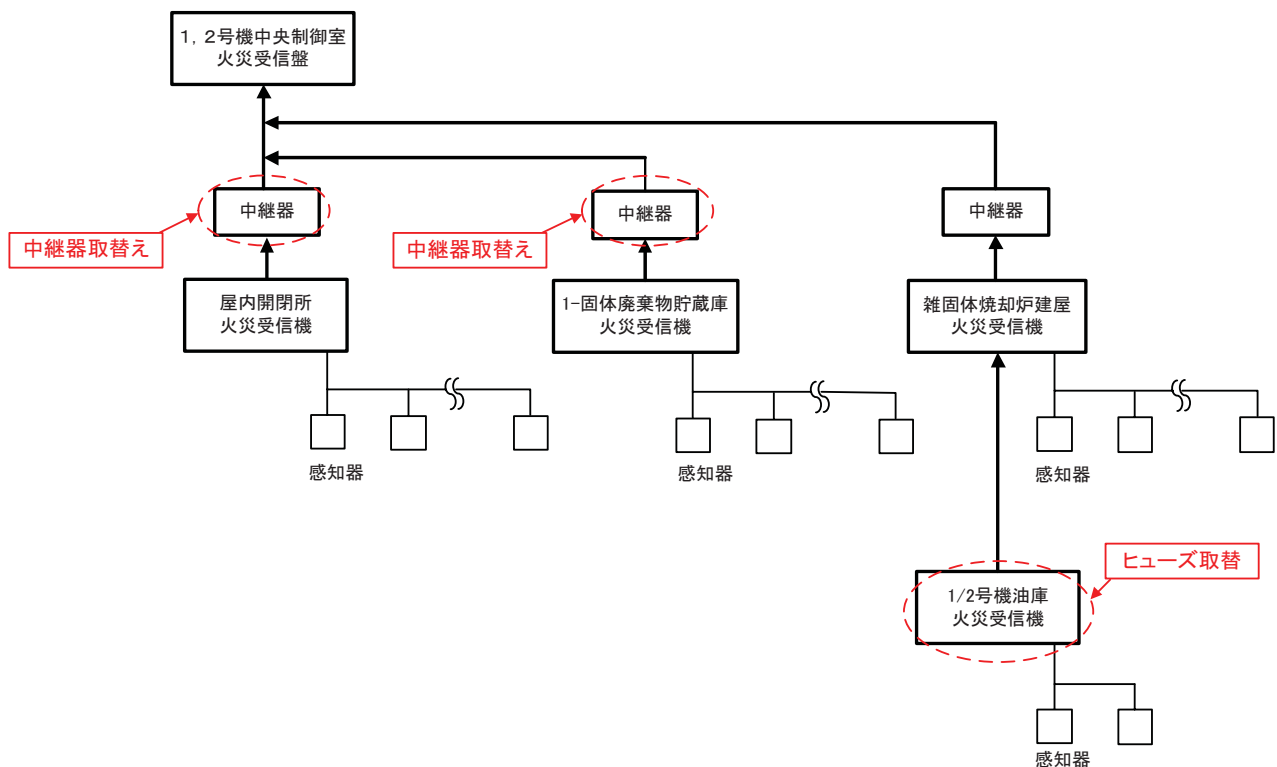 1，2号機中央制御室
火災受信盤
中継器
中継器
中継器
中継器取替え
中継器取替え
屋内開閉所
火災受信機
1-固体廃棄物貯蔵庫
火災受信機
雑固体焼却炉建屋
火災受信機
感知器
感知器
感知器
ヒューズ取替
1/2号機油庫
火災受信機
感知器